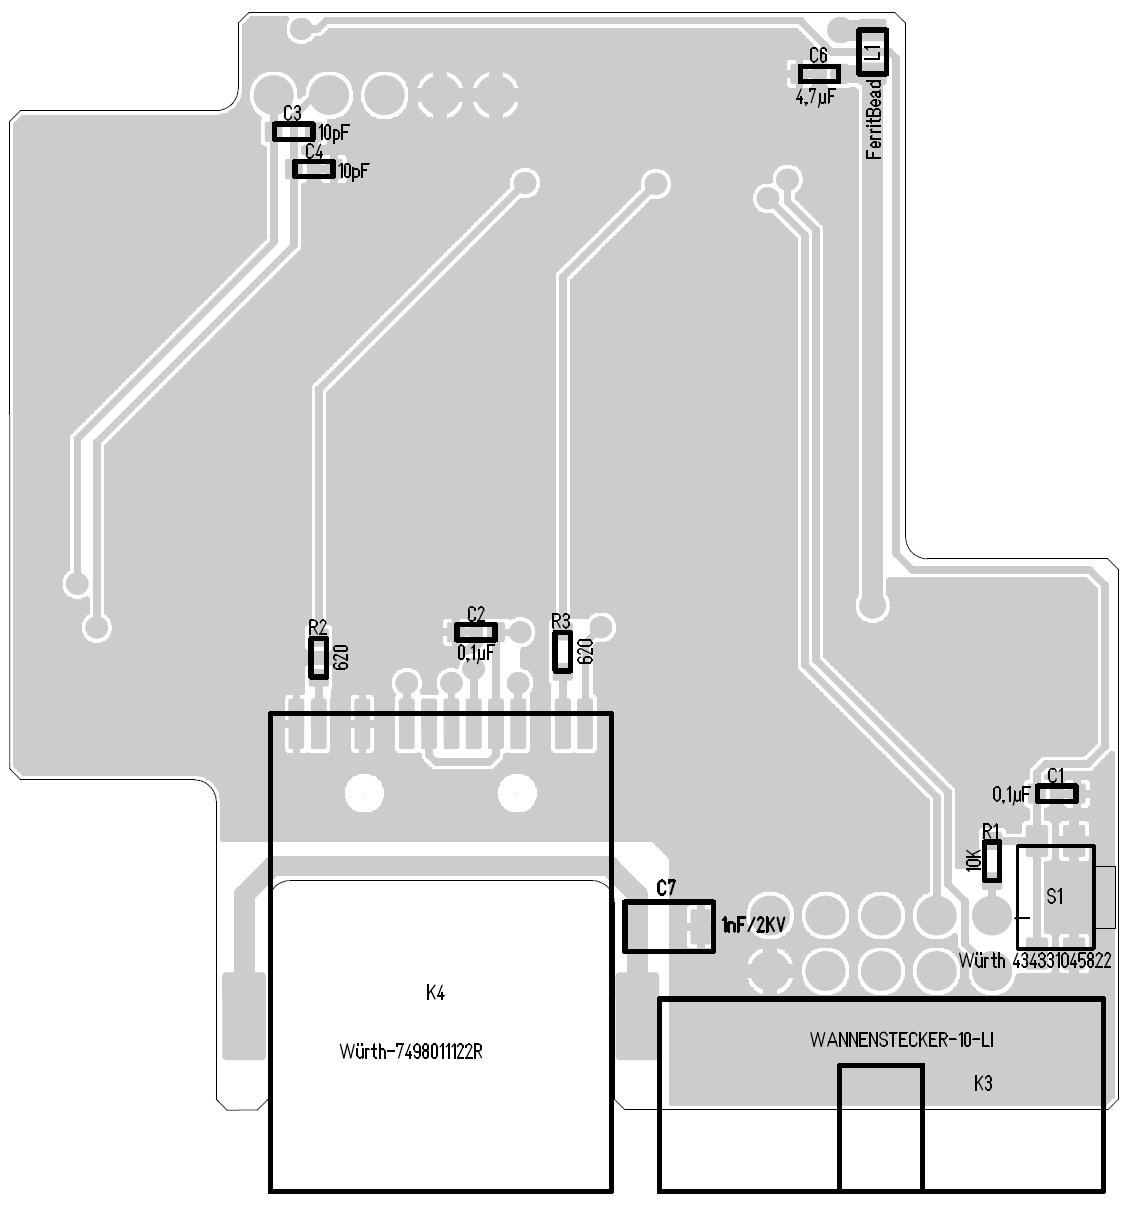 L1
C6
4,7µF
FerritBead
C3
10pF
C4
10pF
R2
620
C2
0,1µF
R3
620
C1
0,1µF
R1
10K
S1
C7
1nF/2KV
Würth 434331045822
K4
Würth-7498011122R
WANNENSTECKER-10-LI
K3